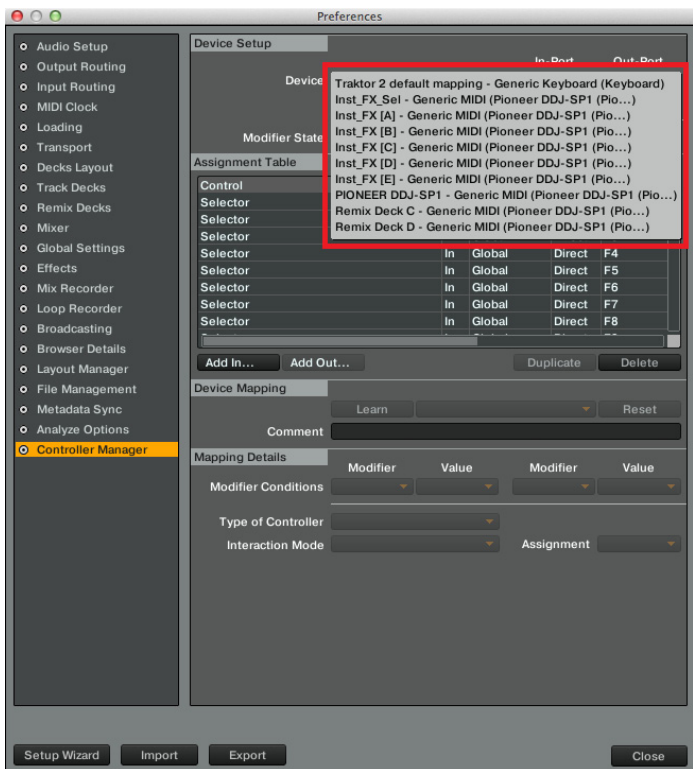 Preferences
Audio Setup
Output Routing
Input Routing
MIDI Clock
Loading
Transport
Decks Layout
Track Decks
Remix Decks
Mixer
Global Settings
Effects
Mix Recorder
Loop Recorder
Broadcasting
Browser Details
Layout Manager
File Management
Metadata Sync
Analyze Options
Controller Manager
Device Setup
In-Port Out-Port
Device
Traktor 2 default mapping - Generic Keyboard (Keyboard)
Inst_FX_Sel - Generic MIDI (Pioneer DDJ-SP1 (Pio...)
Inst_FX [A] - Generic MIDI (Pioneer DDJ-SP1 (Pio...)
Inst_FX [B] - Generic MIDI (Pioneer DDJ-SP1 (Pio...)
Inst_FX [C] - Generic MIDI (Pioneer DDJ-SP1 (Pio...)
Inst_FX [D] - Generic MIDI (Pioneer DDJ-SP1 (Pio...)
Inst_FX [E] - Generic MIDI (Pioneer DDJ-SP1 (Pio...)
PIONEER DDJ-SP1 - Generic MIDI (Pioneer DDJ-SP1 (Pio...)
Remix Deck C - Generic MIDI (Pioneer DDJ-SP1 (Pio...)
Remix Deck D - Generic MIDI (Pioneer DDJ-SP1 (Pio...)
Modifier State
Assignment Table
Control
Selector
Selector
Selector
Selector In Global Direct F4
Selector In Global Direct F5
Selector In Global Direct F6
Selector In Global Direct F7
Selector In Global Direct F8
Add In... Add Out... Duplicate Delete
Device Mapping
Learn Reset
Comment
Mapping Details
Modifier Value Modifier Value
Modifier Conditions
Type of Controller
Interaction Mode Assignment
Setup Wizard Import Export Close